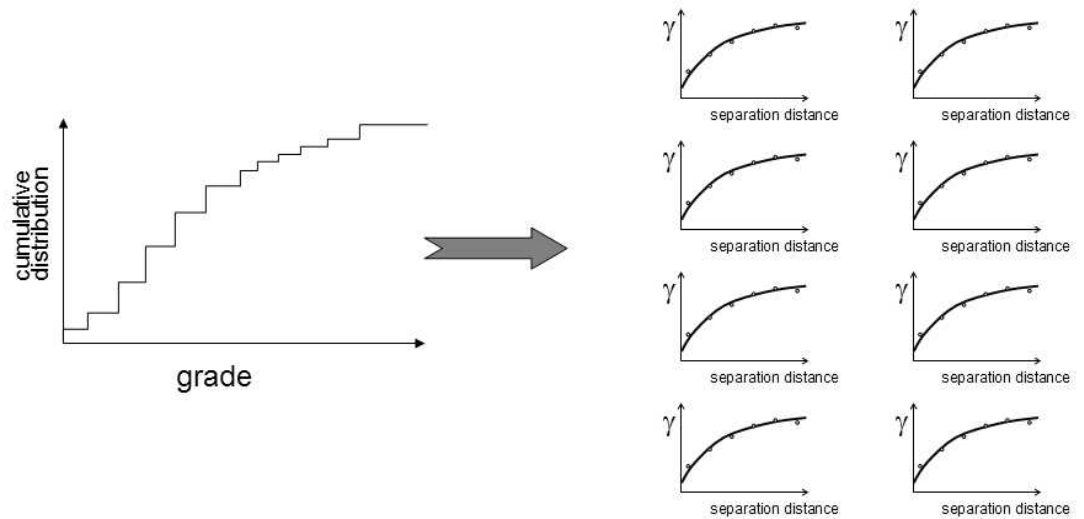 cumulative
distribution
grade
γ
separation distance
γ
separation distance
γ
separation distance
γ
separation distance
γ
separation distance
γ
separation distance
γ
separation distance
γ
separation distance